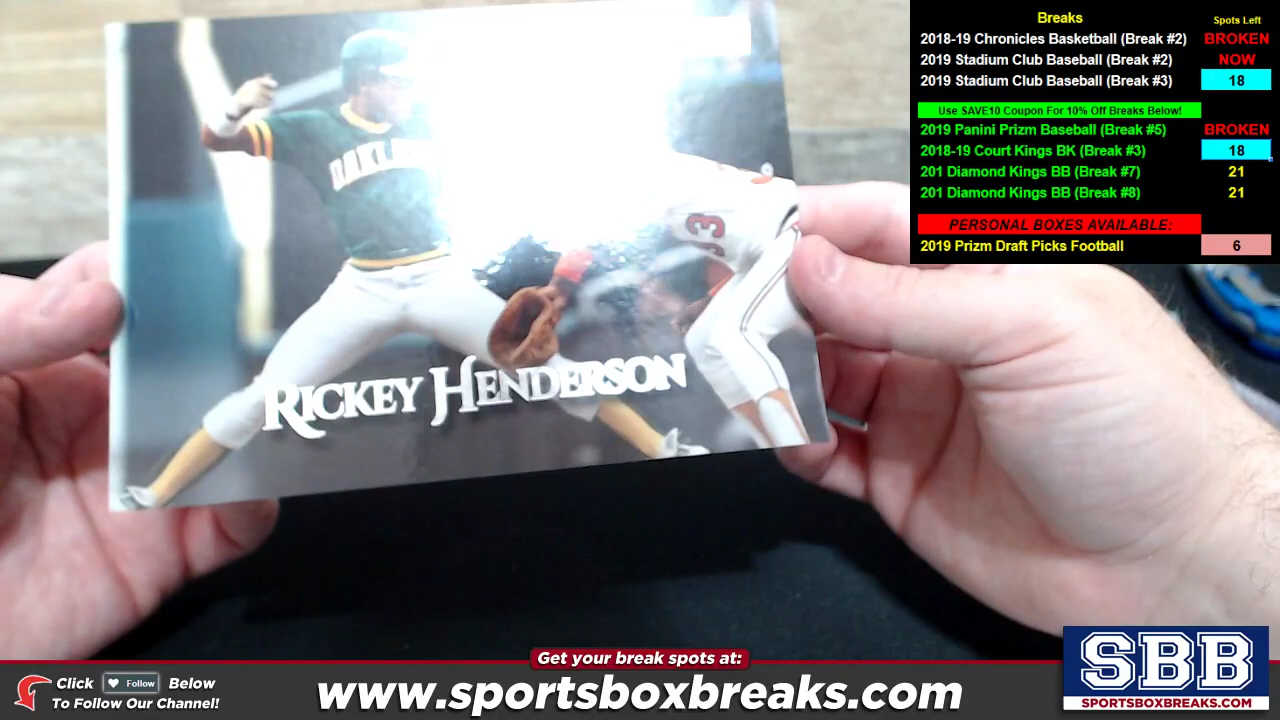 Breaks
Spots Left
2018-19 Chronicles Basketball (Break #2) BROKEN
2019 Stadium Club Baseball (Break #2) NOW
2019 Stadium Club Baseball (Break #3) 18
Use SAVE10 Coupon For 10% Off Breaks Below!
2019 Panini Prizm Baseball (Break #5) BROKEN
2018-19 Court Kings BK (Break #3) 18
201 Diamond Kings BB (Break #7) 21
201 Diamond Kings BB (Break #8) 21
PERSONAL BOXES AVAILABLE:
2019 Prizm Draft Picks Football 6
RICKEY HENDERSON
Get your break spots at:
Click Follow Below
To Follow Our Channel!
www.sportsboxbreaks.com
SBB
SPORTSBOXBREAKS.COM